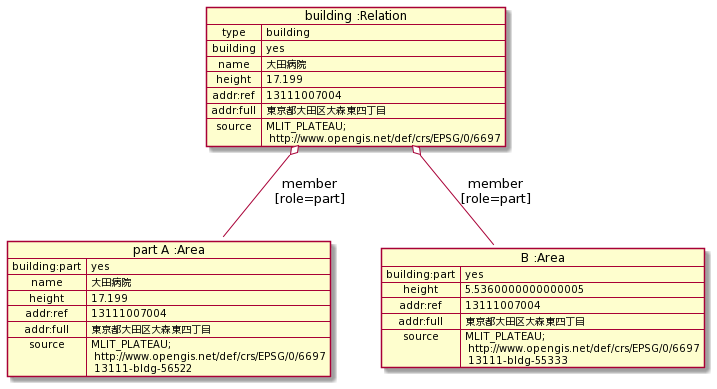 building :Relation
type building
building yes
name 大田病院
height 17.199
addr:ref 13111007004
addr:full 東京都大田区大森東四丁目
source MLIT_PLATEAU;
http://www.opengis.net/def/crs/EPSG/0/6697
member
[role=part]
member
[role=part]
part A :Area
building:part yes
name 大田病院
height 17.199
addr:ref 13111007004
addr:full 東京都大田区大森東四丁目
source MLIT_PLATEAU;
http://www.opengis.net/def/crs/EPSG/0/6697
13111-bldg-56522
B :Area
building:part yes
height 5.5360000000000005
addr:ref 13111007004
addr:full 東京都大田区大森東四丁目
source MLIT_PLATEAU;
http://www.opengis.net/def/crs/EPSG/0/6697
13111-bldg-55333